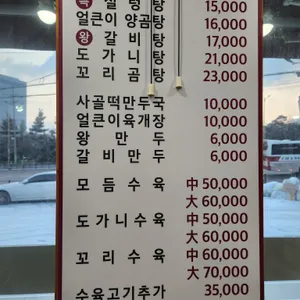 특 설 렁 탕 15,000
얼큰이양곰탕 16,000
왕 갈 비 탕 17,000
도 가 니 탕 21,000
꼬 리 곰 탕 23,000
사골떡만두국 10,000
얼큰이육개장 10,000
왕 만 두 6,000
갈 비 만 두 6,000
모 듬 수 육 中 50,000
大 60,000
도가니수육 中 50,000
大 60,000
꼬 리 수 육 中 60,000
大 70,000
수육고기추가 35,000